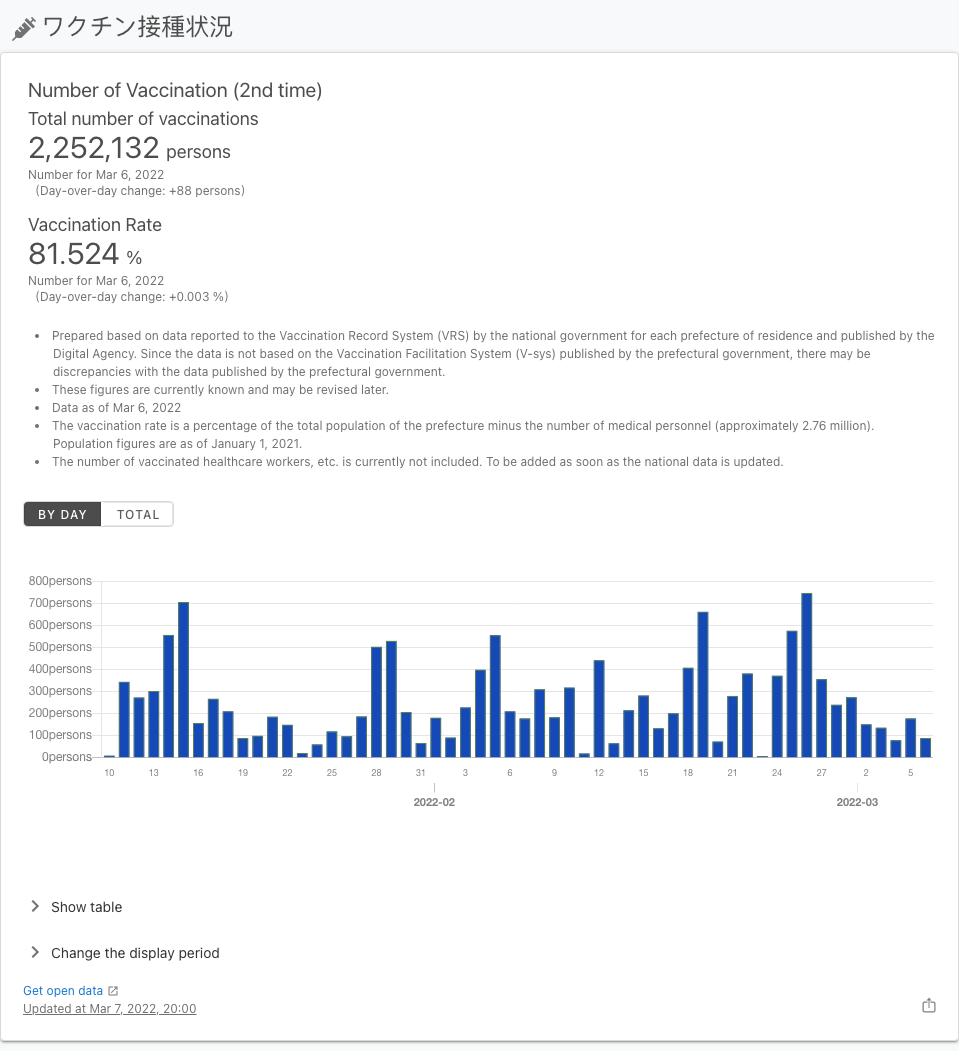 ワクチン接種状況
Number of Vaccination (2nd time)
Total number of vaccinations
2,252,132 persons
Number for Mar 6, 2022
(Day-over-day change: +88 persons)
Vaccination Rate
81.524 %
Number for Mar 6, 2022
(Day-over-day change: +0.003 %)
• Prepared based on data reported to the Vaccination Record System (VRS) by the national government for each prefecture of residence and published by the
Digital Agency. Since the data is not based on the Vaccination Facilitation System (V-sys) published by the prefectural government, there may be
discrepancies with the data published by the prefectural government.
• These figures are currently known and may be revised later.
• Data as of Mar 6, 2022
• The vaccination rate is a percentage of the total population of the prefecture minus the number of medical personnel (approximately 2.76 million).
Population figures are as of January 1, 2021.
• The number of vaccinated healthcare workers, etc. is currently not included. To be added as soon as the national data is updated.
BY DAY TOTAL
800persons
700persons
600persons
500persons
400persons
300persons
200persons
100persons
0persons
10 13 16 19 22 25 28 31 3 6 9 12 15 18 21 24 27 2 5
2022-02 2022-03
Show table
Change the display period
Get open data
Updated at Mar 7, 2022, 20:00